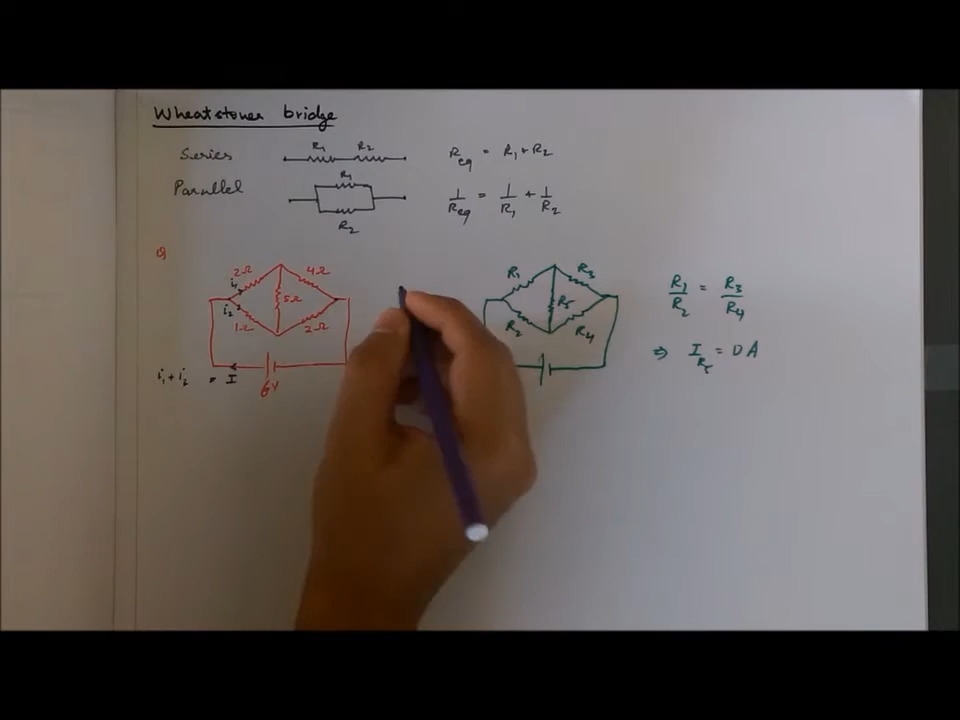 Wheatstones bridge
Series R1 R2 Req = R1 + R2
Parallel R1 R2 1/Req = 1/R1 + 1/R2
Q)
2Ω 4Ω
i1 5Ω
i2
1Ω 2Ω
i1 + i2 = I
6V
R1 R3
R5
R2 R4
R1/R2 = R3/R4
⇒ IR5 = 0 A